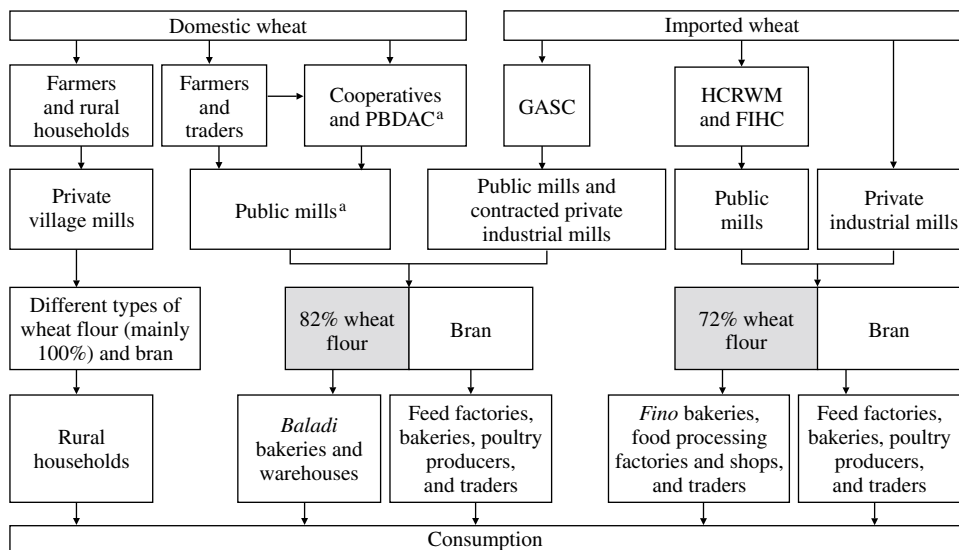 Domestic wheat
Imported wheat
Farmers
and rural
households
Farmers
and
traders
Cooperatives
and PBDACᵃ
GASC
HCRWM
and FIHC
Private
village mills
Public millsᵃ
Public mills and
contracted private
industrial mills
Public
mills
Private
industrial mills
Different types of
wheat flour (mainly
100%) and bran
82% wheat
flour
Bran
72% wheat
flour
Bran
Rural
households
Baladi
bakeries and
warehouses
Feed factories,
bakeries, poultry
producers,
and traders
Fino bakeries,
food processing
factories and shops,
and traders
Feed factories,
bakeries, poultry
producers,
and traders
Consumption